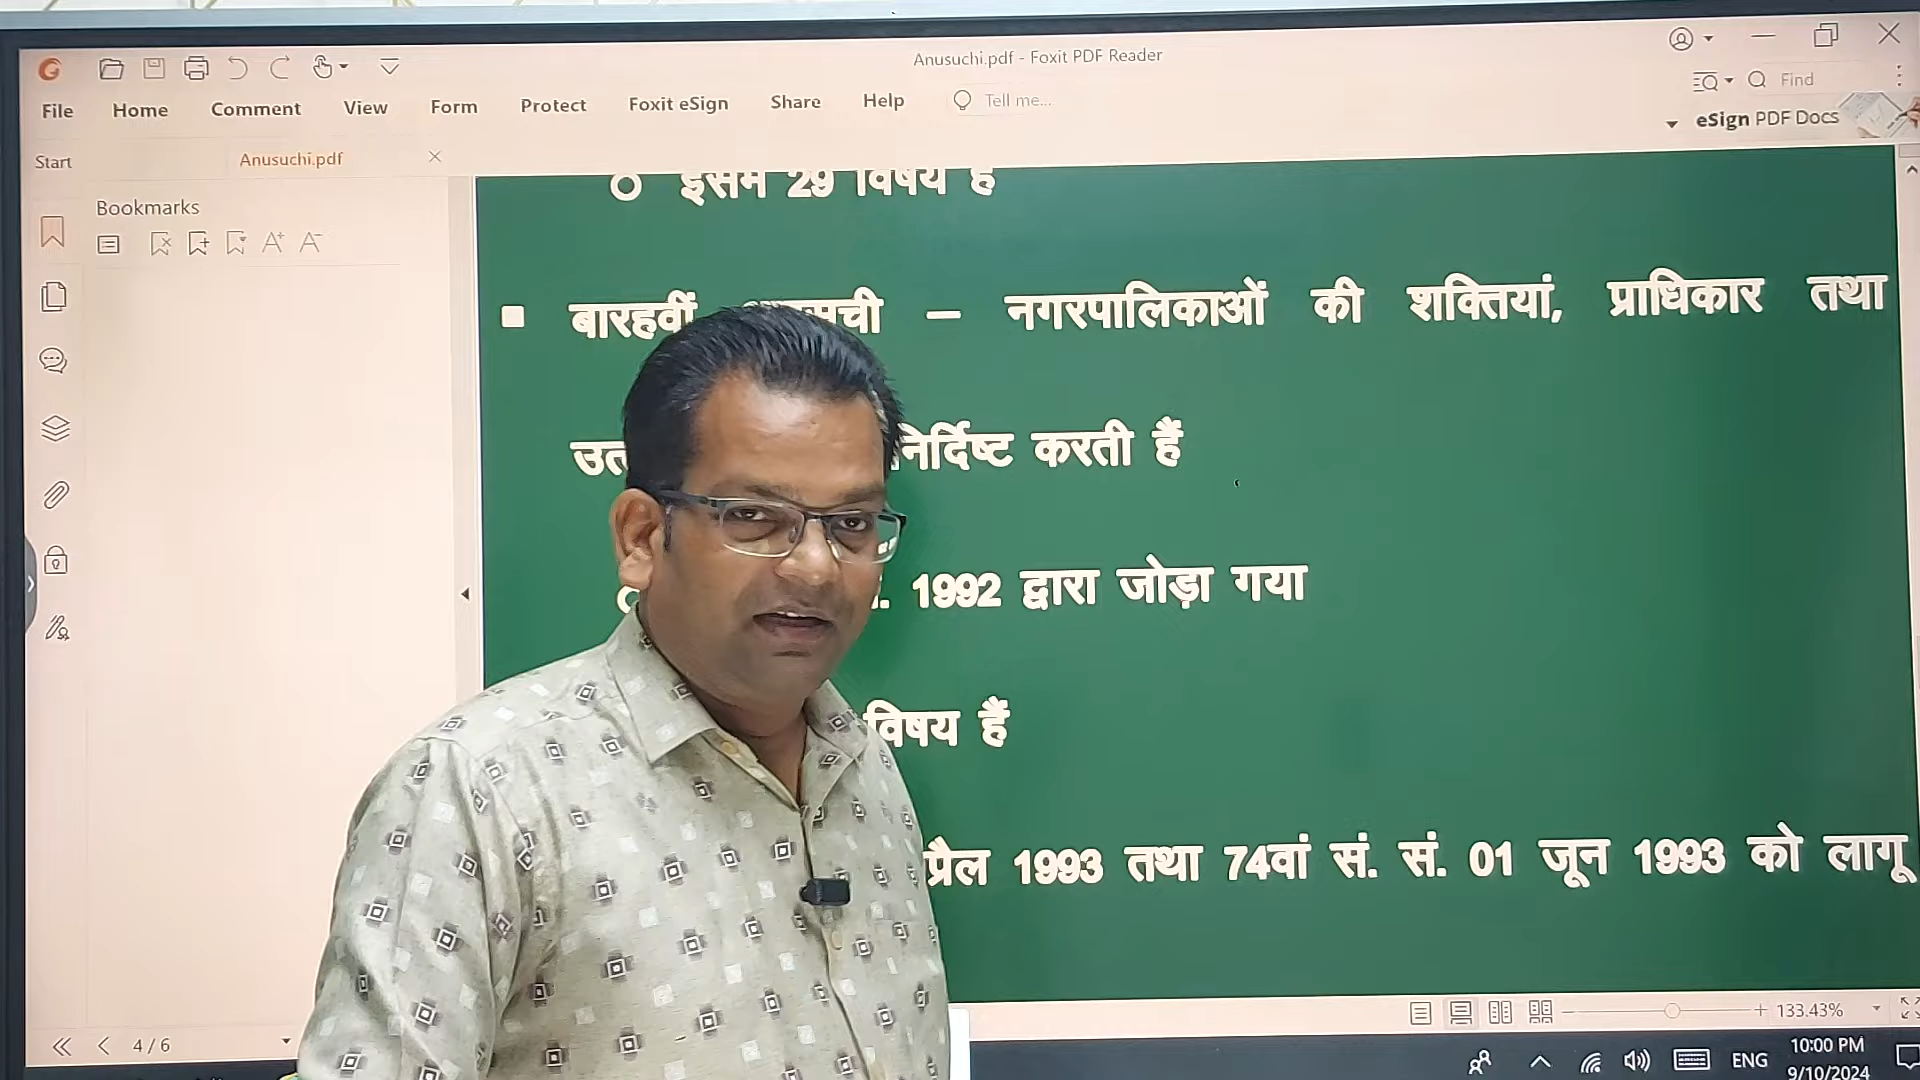 Anusuchi.pdf - Foxit PDF Reader
Find
File Home Comment View Form Protect Foxit eSign Share Help Tell me...
eSign PDF Docs
Start Anusuchi.pdf
Bookmarks
इसमें 29 विषय हैं
बारहवीं – नगरपालिकाओं की शक्तियां, प्राधिकार तथा
निर्दिष्ट करती हैं
1992 द्वारा जोड़ा गया
विषय हैं
1993 तथा 74वां सं. सं. 01 जून 1993 को लागू
133.43%
4 / 6
ENG
10:00 PM
9/10/2024